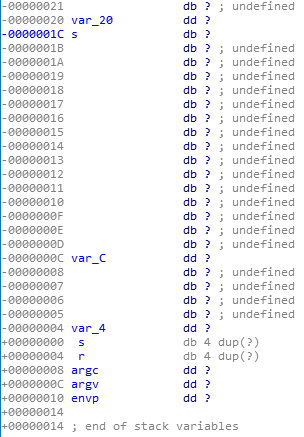 -00000021                 db ? ; undefined
-00000020 var_20          dd ?
-0000001C s               db ?
-0000001B                 db ? ; undefined
-0000001A                 db ? ; undefined
-00000019                 db ? ; undefined
-00000018                 db ? ; undefined
-00000017                 db ? ; undefined
-00000016                 db ? ; undefined
-00000015                 db ? ; undefined
-00000014                 db ? ; undefined
-00000013                 db ? ; undefined
-00000012                 db ? ; undefined
-00000011                 db ? ; undefined
-00000010                 db ? ; undefined
-0000000F                 db ? ; undefined
-0000000E                 db ? ; undefined
-0000000D                 db ? ; undefined
-0000000C var_C           dd ?
-00000008                 db ? ; undefined
-00000007                 db ? ; undefined
-00000006                 db ? ; undefined
-00000005                 db ? ; undefined
-00000004 var_4           dd ?
+00000000  s              db 4 dup(?)
+00000004  r              db 4 dup(?)
+00000008 argc            dd ?
+0000000C argv            dd ?
+00000010 envp            dd ?
+00000014
+00000014 ; end of stack variables